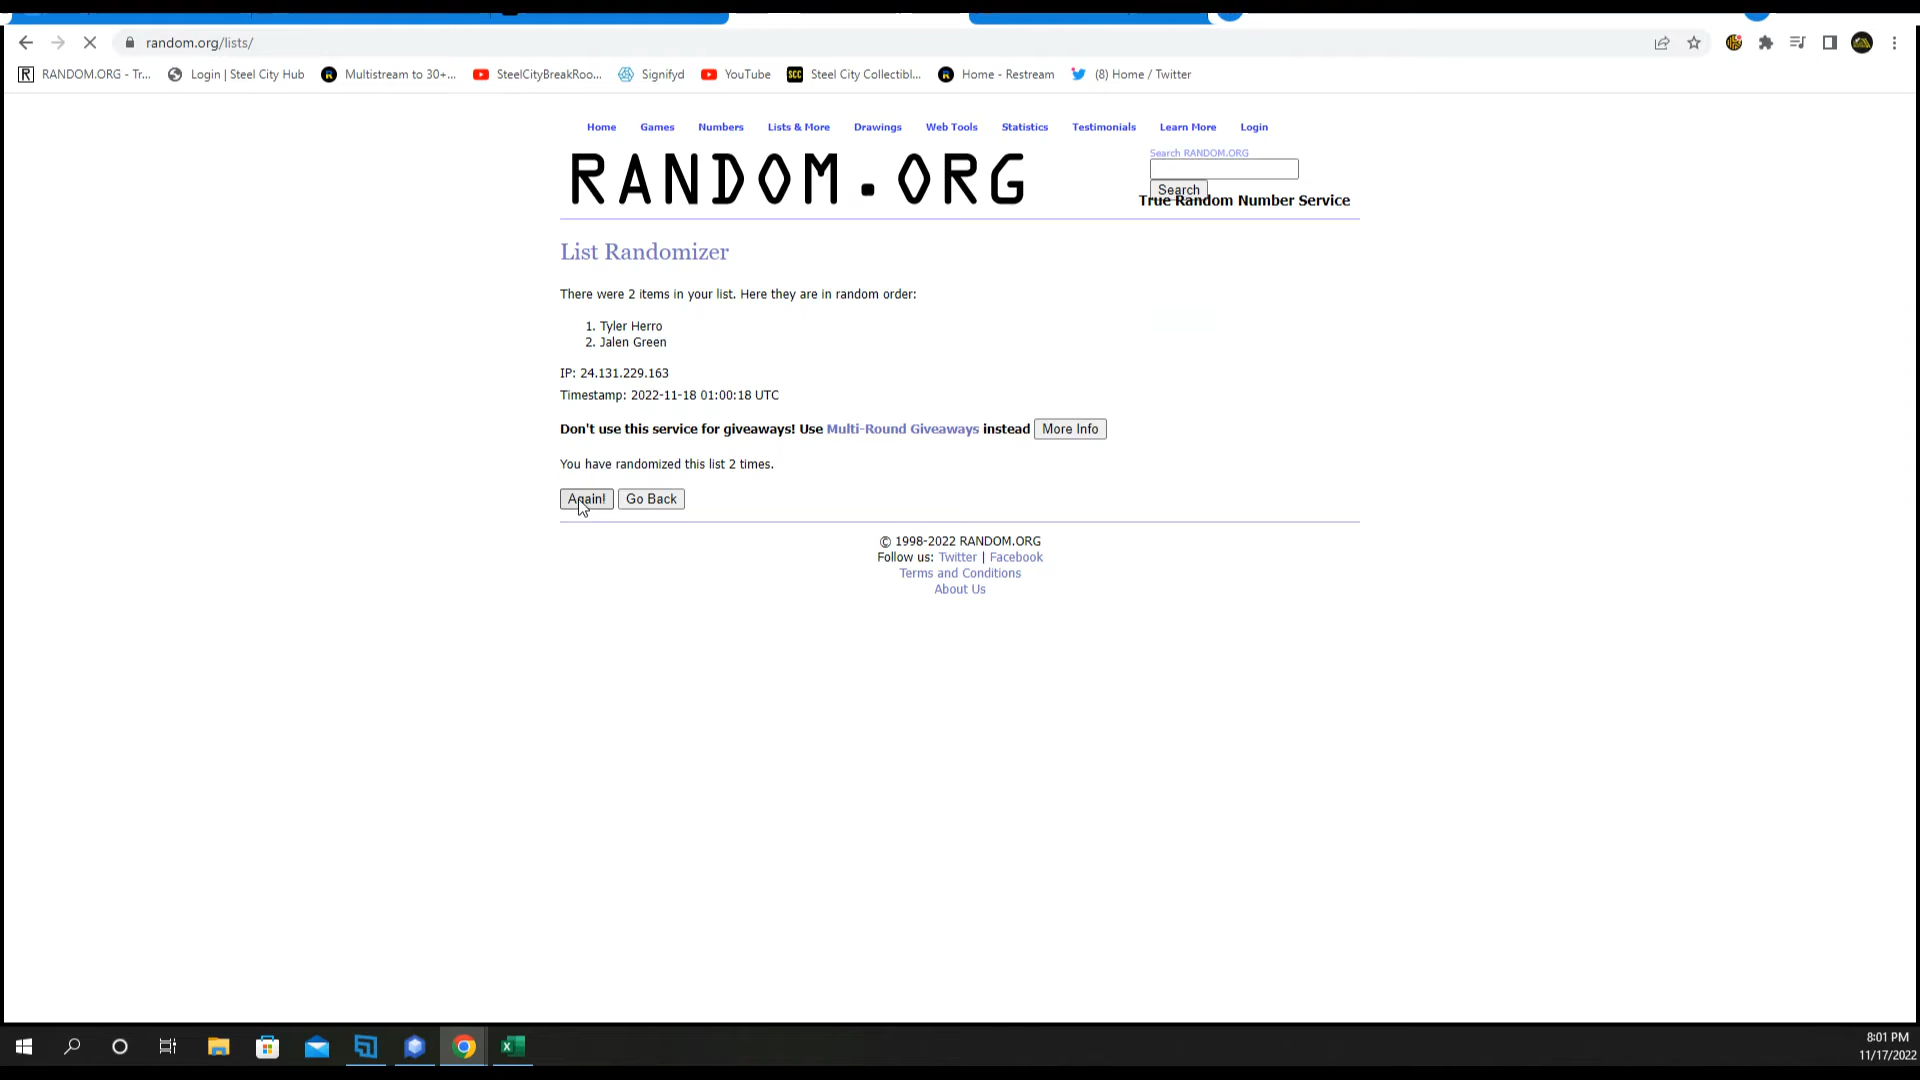 random.org/lists/
RANDOM.ORG - Tr... Login | Steel City Hub Multistream to 30+... SteelCityBreakRoo... Signifyd YouTube SCC Steel City Collectibl... Home - Restream (8) Home / Twitter
Home Games Numbers Lists & More Drawings Web Tools Statistics Testimonials Learn More Login
Search RANDOM.ORG
RANDOM.ORG
Search
True Random Number Service
List Randomizer
There were 2 items in your list. Here they are in random order:
1. Tyler Herro
2. Jalen Green
IP: 24.131.229.163
Timestamp: 2022-11-18 01:00:18 UTC
Don't use this service for giveaways! Use Multi-Round Giveaways instead More Info
You have randomized this list 2 times.
Again! Go Back
© 1998-2022 RANDOM.ORG
Follow us: Twitter | Facebook
Terms and Conditions
About Us
8:01 PM
11/17/2022